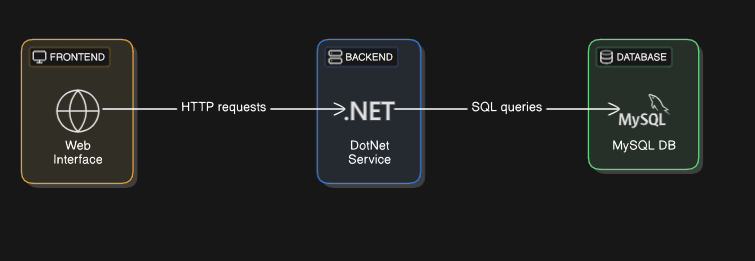 FRONTEND
Web
Interface
HTTP requests
BACKEND
.NET
DotNet
Service
SQL queries
DATABASE
MySQL
MySQL DB